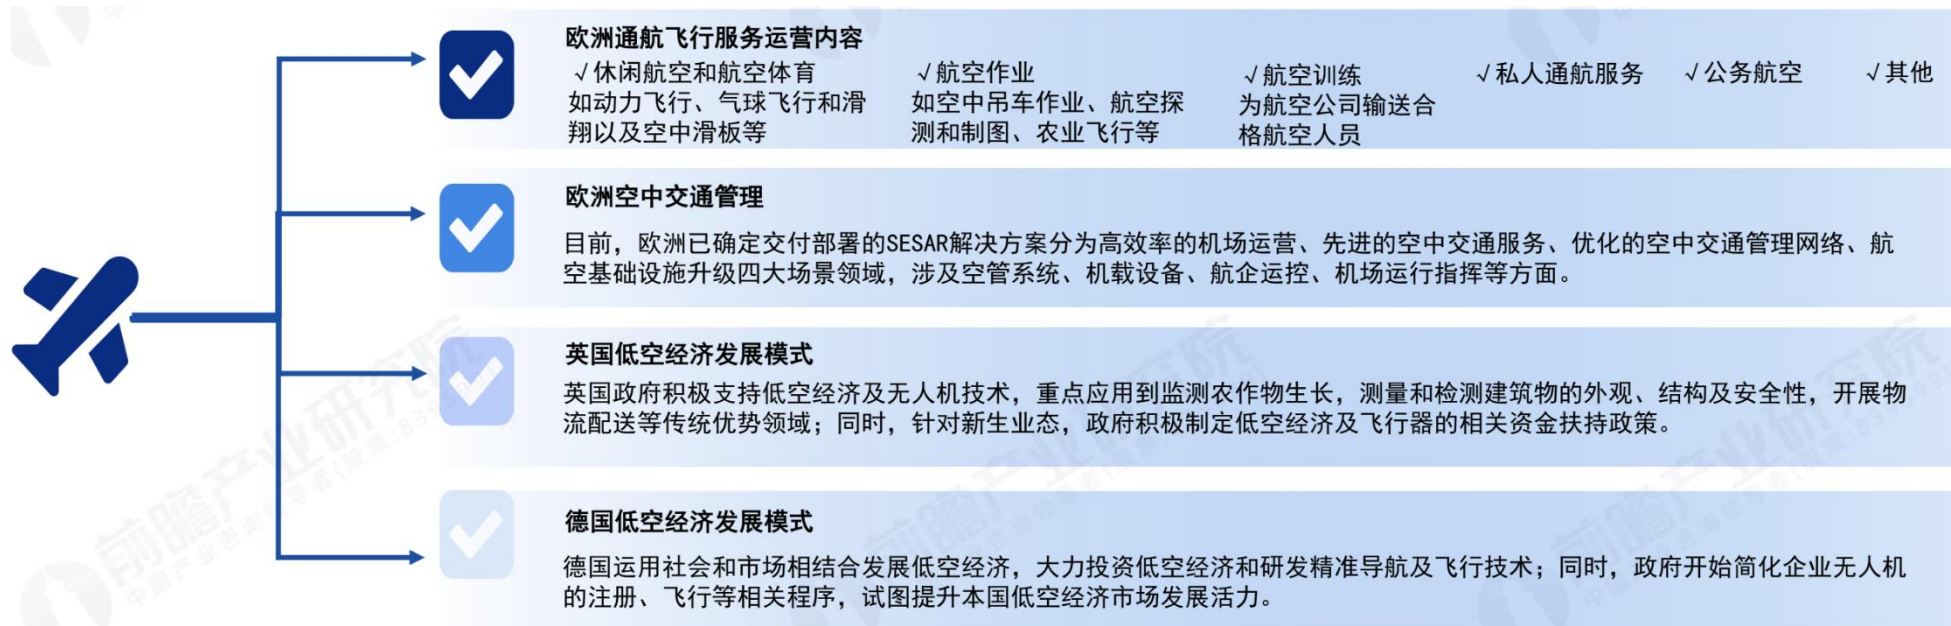 欧洲通航飞行服务运营内容
√休闲航空和航空体育
如动力飞行、气球飞行和滑
翔以及空中滑板等
√航空作业
如空中吊车作业、航空探
测和制图、农业飞行等
√航空训练
为航空公司输送合
格航空人员
√私人通航服务
√公务航空
√其他
欧洲空中交通管理
目前，欧洲已确定交付部署的SESAR解决方案分为高效率的机场运营、先进的空中交通服务、优化的空中交通管理网络、航
空基础设施升级四大场景领域，涉及空管系统、机载设备、航企运控、机场运行指挥等方面。
英国低空经济发展模式
英国政府积极支持低空经济及无人机技术，重点应用到监测农作物生长，测量和检测建筑物的外观、结构及安全性，开展物
流配送等传统优势领域；同时，针对新生业态，政府积极制定低空经济及飞行器的相关资金扶持政策。
德国低空经济发展模式
德国运用社会和市场相结合发展低空经济，大力投资低空经济和研发精准导航及飞行技术；同时，政府开始简化企业无人机
的注册、飞行等相关程序，试图提升本国低空经济市场发展活力。
前瞻产业研究院